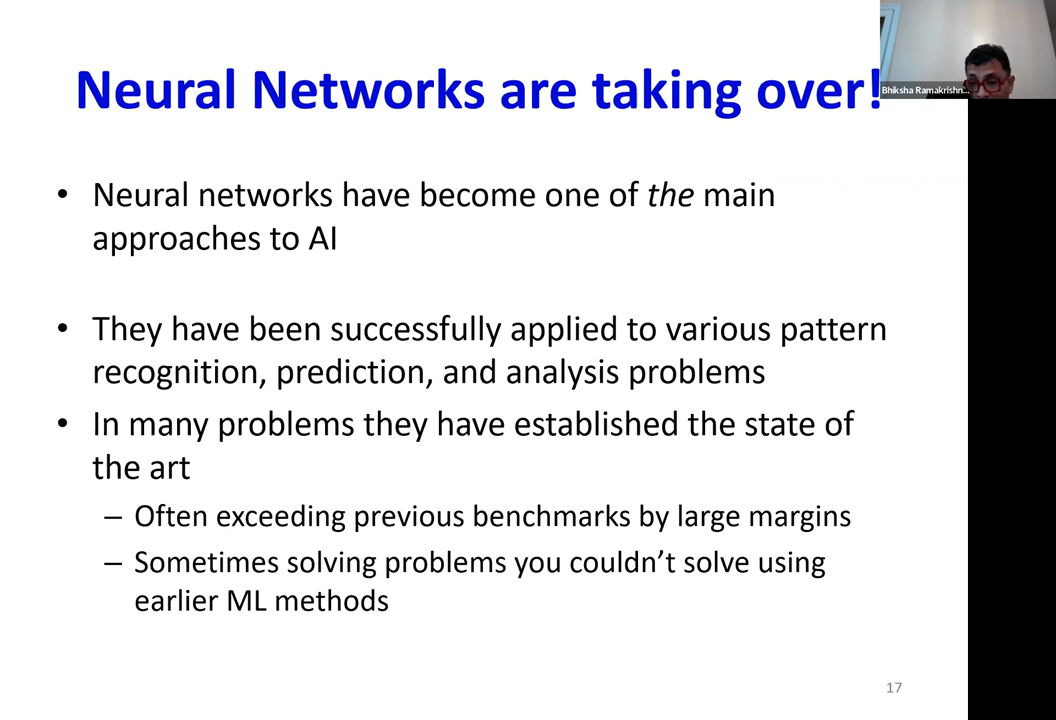 Neural Networks are taking over!
Bhiksha Ramakrishn...
• Neural networks have become one of the main
approaches to AI
• They have been successfully applied to various pattern
recognition, prediction, and analysis problems
• In many problems they have established the state of
the art
– Often exceeding previous benchmarks by large margins
– Sometimes solving problems you couldn't solve using
earlier ML methods
17